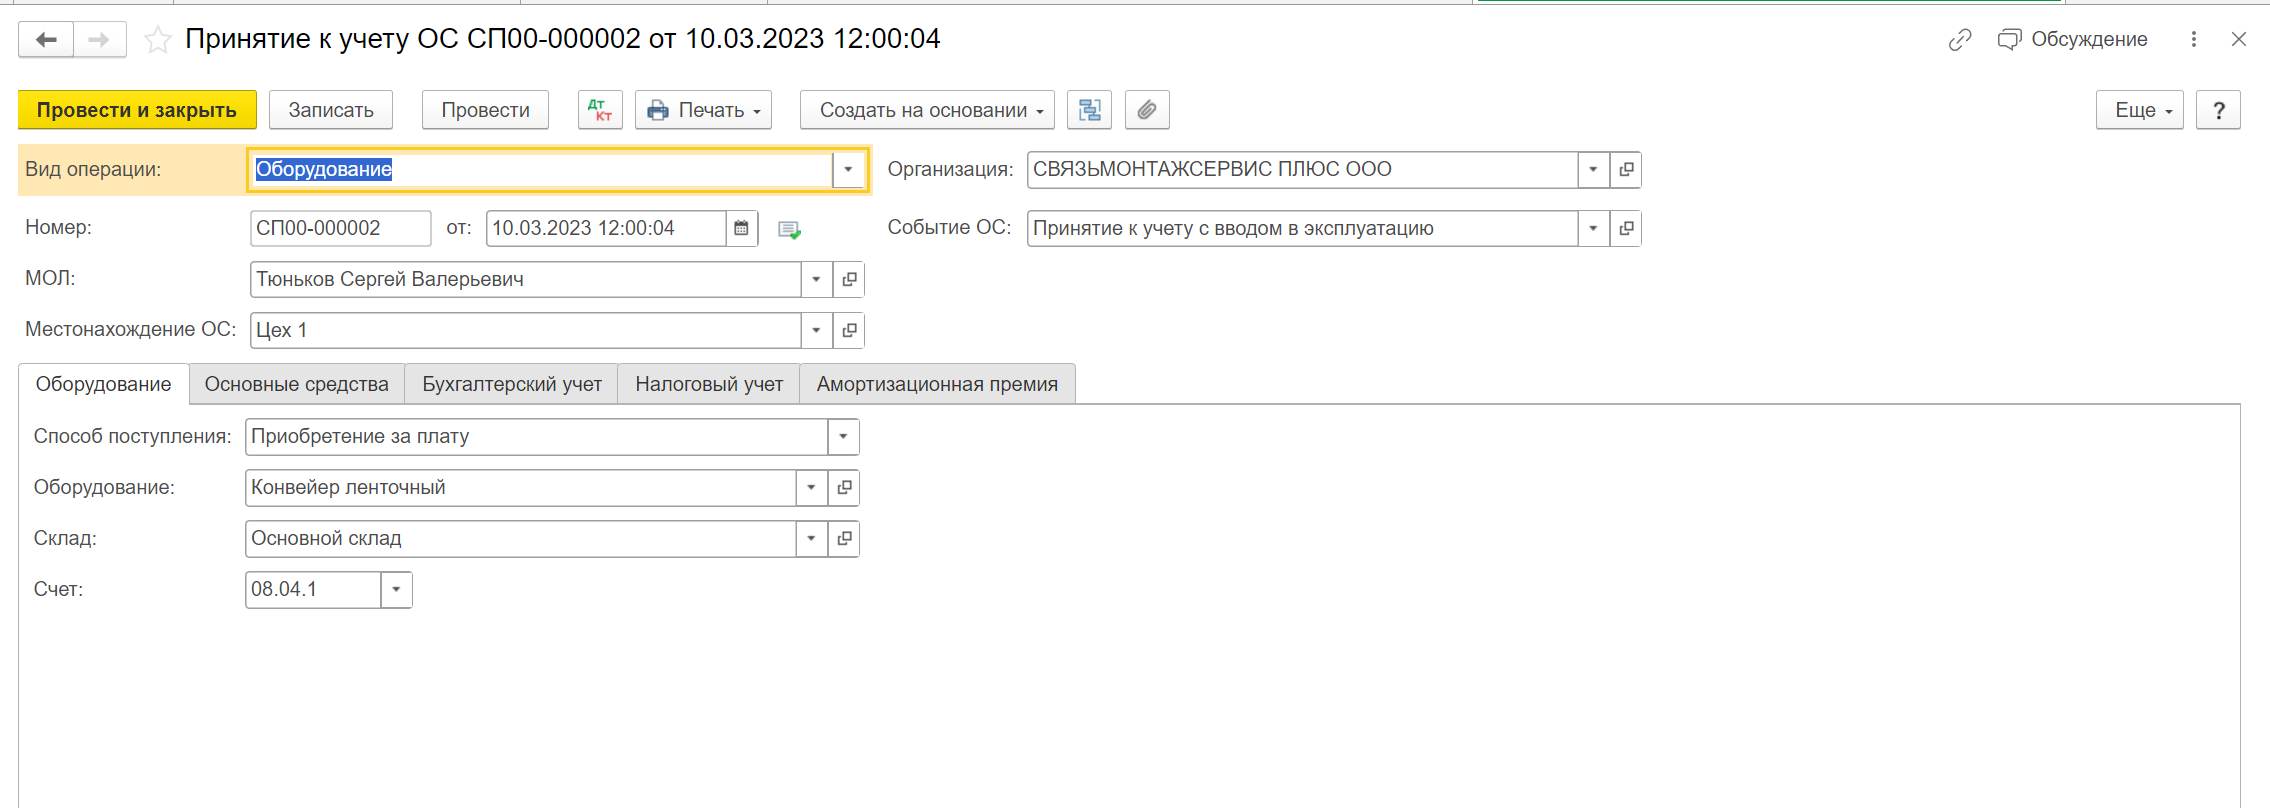 Принятие к учету ОС СП00-000002 от 10.03.2023 12:00:04
Обсуждение
Провести и закрыть Записать Провести Дт Кт Печать Создать на основании Еще ?
Вид операции: Оборудование Организация: СВЯЗЬМОНТАЖСЕРВИС ПЛЮС ООО
Номер: СП00-000002 от: 10.03.2023 12:00:04 Событие ОС: Принятие к учету с вводом в эксплуатацию
МОЛ: Тюньков Сергей Валерьевич
Местонахождение ОС: Цех 1
Оборудование Основные средства Бухгалтерский учет Налоговый учет Амортизационная премия
Способ поступления: Приобретение за плату
Оборудование: Конвейер ленточный
Склад: Основной склад
Счет: 08.04.1